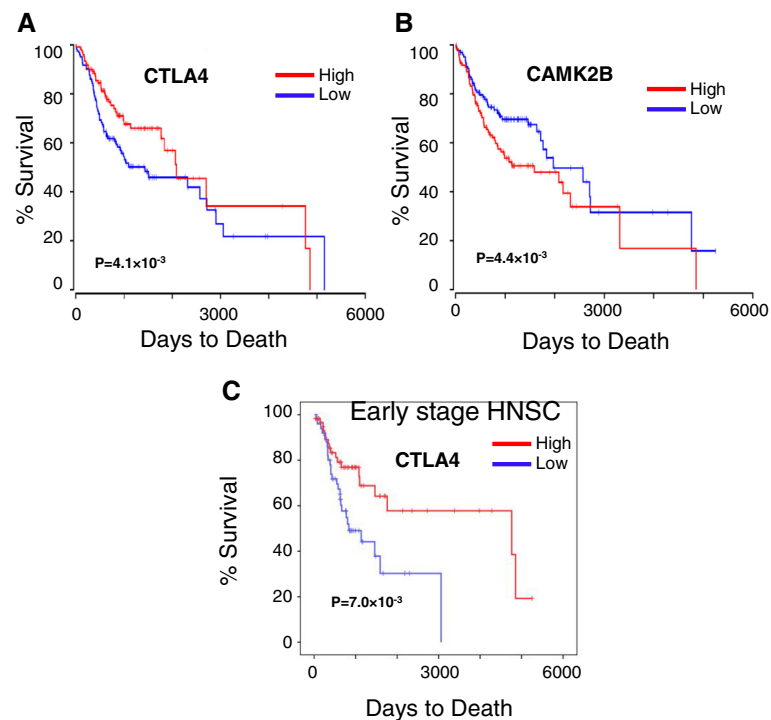 A
CTLA4
High
Low
100
80
60
40
20
0
% Survival
P=4.1×10-3
0
3000
6000
Days to Death
B
CAMK2B
High
Low
100
80
60
40
20
0
% Survival
P=4.4×10-3
0
3000
6000
Days to Death
C
Early stage HNSC
CTLA4
High
Low
100
80
60
40
20
0
% Survival
P=7.0×10-3
0
3000
6000
Days to Death